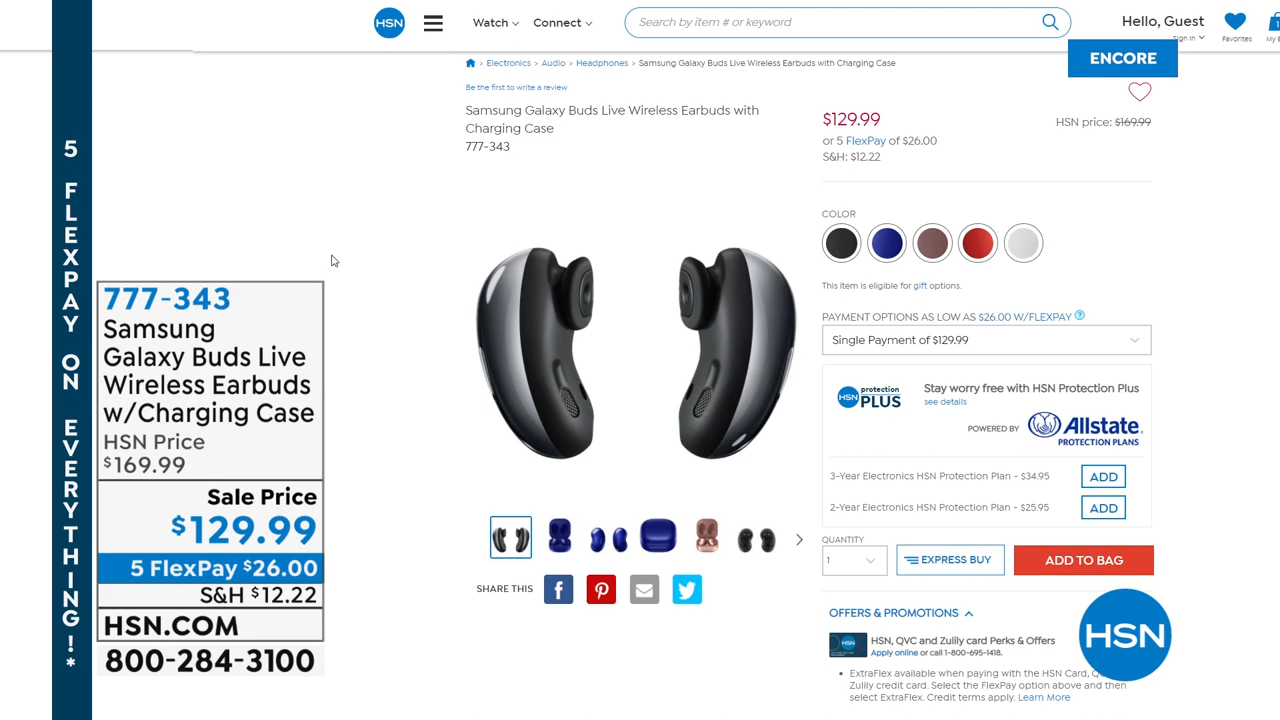 HSN
Watch
Connect
Search by item # or keyword
Hello, Guest
Sign In
Favorites
ENCORE
Electronics > Audio > Headphones > Samsung Galaxy Buds Live Wireless Earbuds with Charging Case
Be the first to write a review
Samsung Galaxy Buds Live Wireless Earbuds with
Charging Case
777-343
$129.99
HSN price: $169.99
or 5 FlexPay of $26.00
S&H: $12.22
COLOR
This item is eligible for gift options.
PAYMENT OPTIONS AS LOW AS $26.00 W/FLEXPAY ?
Single Payment of $129.99
HSN protection PLUS
Stay worry free with HSN Protection Plus
see details
POWERED BY Allstate
PROTECTION PLANS
3-Year Electronics HSN Protection Plan - $34.95 ADD
2-Year Electronics HSN Protection Plan - $25.95 ADD
QUANTITY
1
EXPRESS BUY
ADD TO BAG
SHARE THIS
OFFERS & PROMOTIONS
HSN, QVC and Zulily card Perks & Offers
Apply online or call 1-800-695-1418.
• ExtraFlex available when paying with the HSN Card,
Zulily credit card. Select the FlexPay option above and then
select ExtraFlex. Credit terms apply. Learn More
HSN
5 FLEXPAY ON EVERYTHING!*
777-343
Samsung
Galaxy Buds Live
Wireless Earbuds
w/Charging Case
HSN Price
$169.99
Sale Price
$129.99
5 FlexPay $26.00
S&H $12.22
HSN.COM
800-284-3100